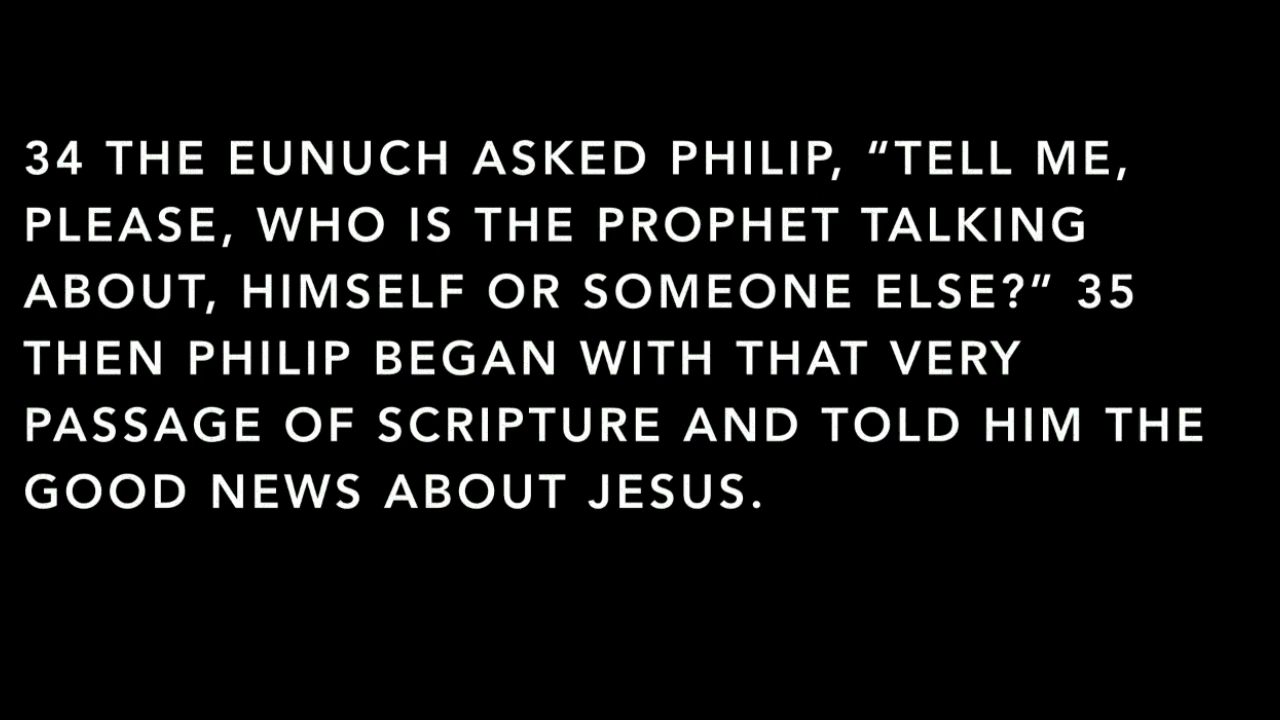 34 THE EUNUCH ASKED PHILIP, “TELL ME,
PLEASE, WHO IS THE PROPHET TALKING
ABOUT, HIMSELF OR SOMEONE ELSE?” 35
THEN PHILIP BEGAN WITH THAT VERY
PASSAGE OF SCRIPTURE AND TOLD HIM THE
GOOD NEWS ABOUT JESUS.